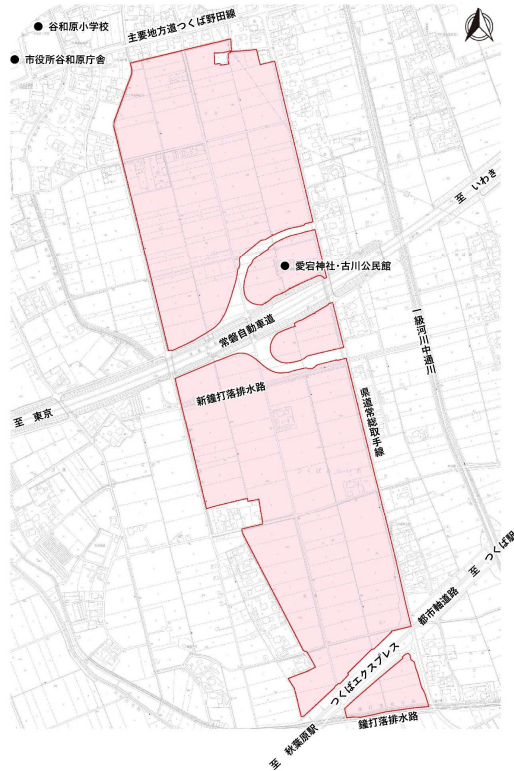 谷和原小学校
主要地方道つくば野田線
市役所谷和原庁舎
至 いわき
愛宕神社・古川公民館
常磐自動車道
一級河川中通川
新鐘打落排水路
至 東京
県道常総取手線
至 つくば駅
都市軸道路
つくばエクスプレス
鐘打落排水路
至 秋葉原駅